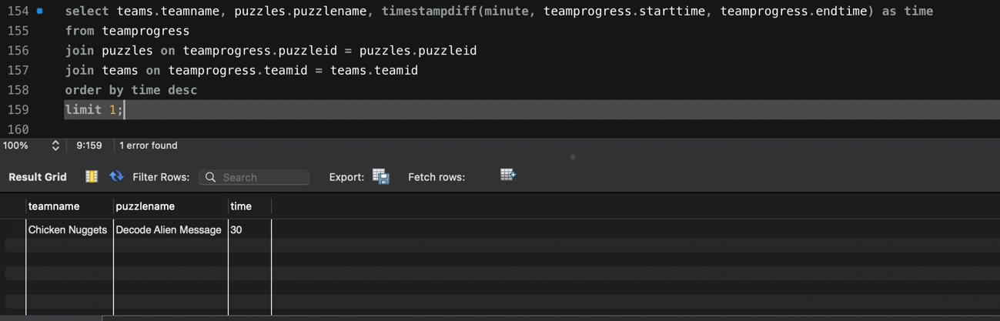 154 select teams.teamname, puzzles.puzzlename, timestampdiff(minute, teamprogress.starttime, teamprogress.endtime) as time
155 from teamprogress
156 join puzzles on teamprogress.puzzleid = puzzles.puzzleid
157 join teams on teamprogress.teamid = teams.teamid
158 order by time desc
159 limit 1;
160
100% 9:159 1 error found
Result Grid Filter Rows: Search Export: Fetch rows:
teamname puzzlename time
Chicken Nuggets Decode Alien Message 30